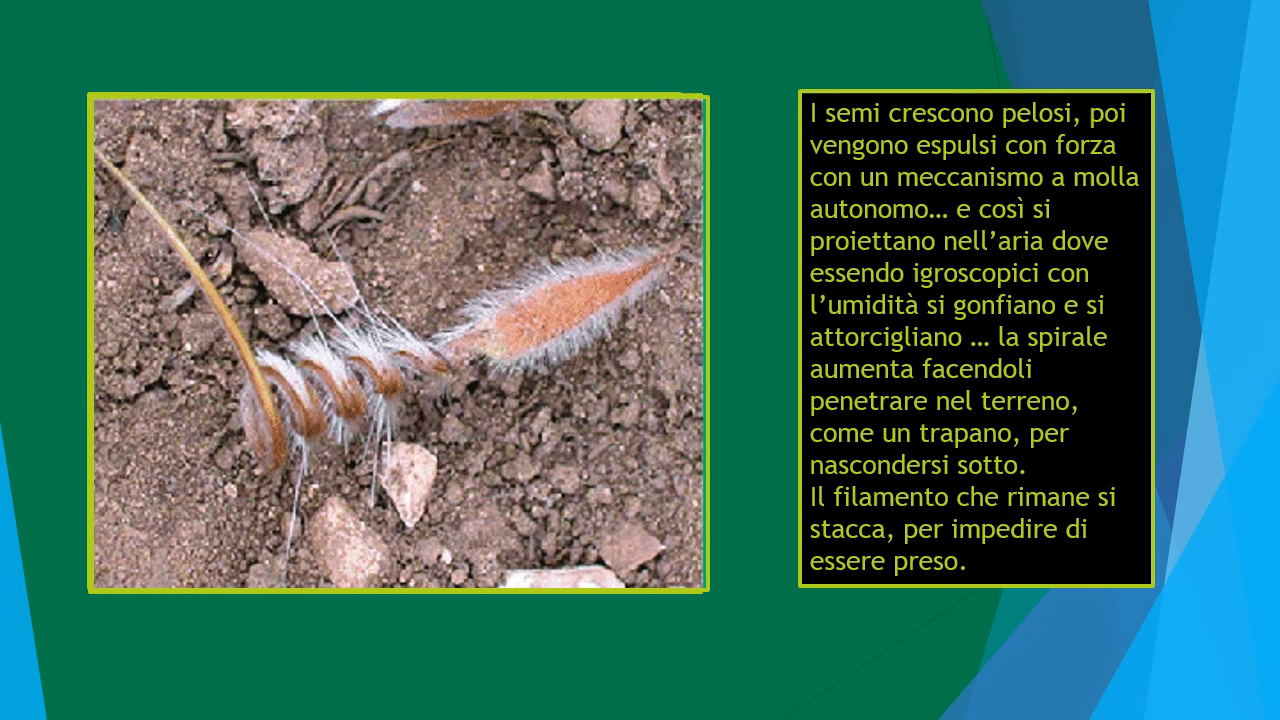 I semi crescono pelosi, poi
vengono espulsi con forza
con un meccanismo a molla
autonomo… e così si
proiettano nell’aria dove
essendo igroscopici con
l’umidità si gonfiano e si
attorcigliano … la spirale
aumenta facendoli
penetrare nel terreno,
come un trapano, per
nascondersi sotto.
Il filamento che rimane si
stacca, per impedire di
essere preso.